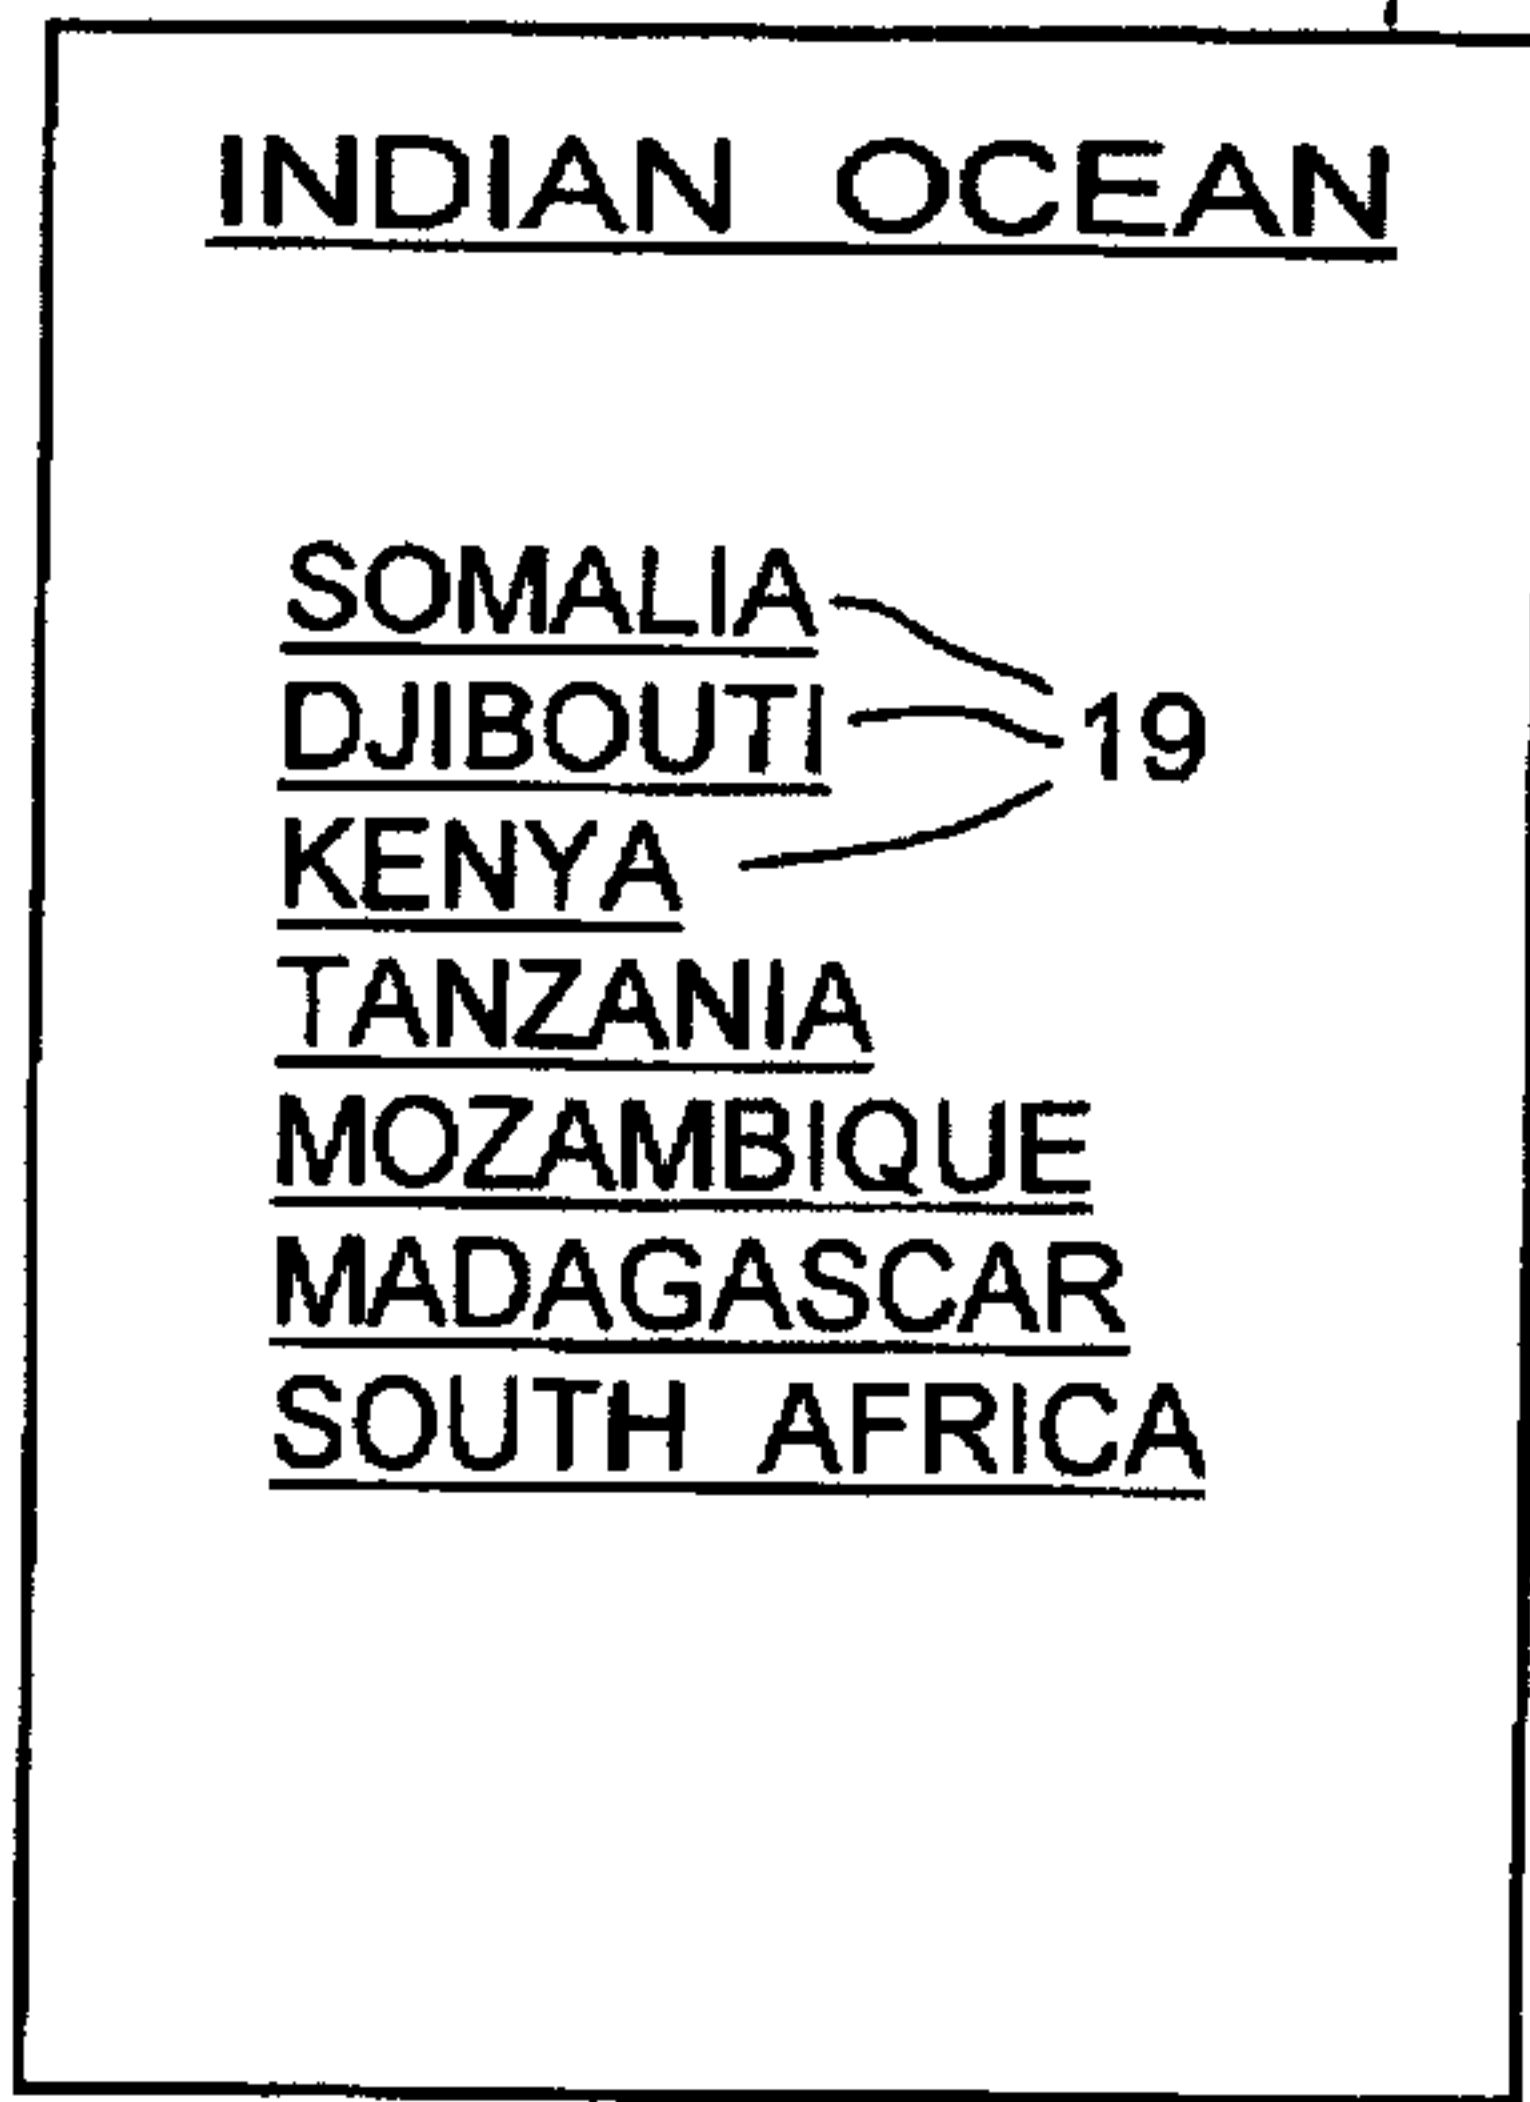 INDIAN OCEAN
SOMALIA
DJIBOUTI 19
KENYA
TANZANIA
MOZAMBIQUE
MADAGASCAR
SOUTH AFRICA